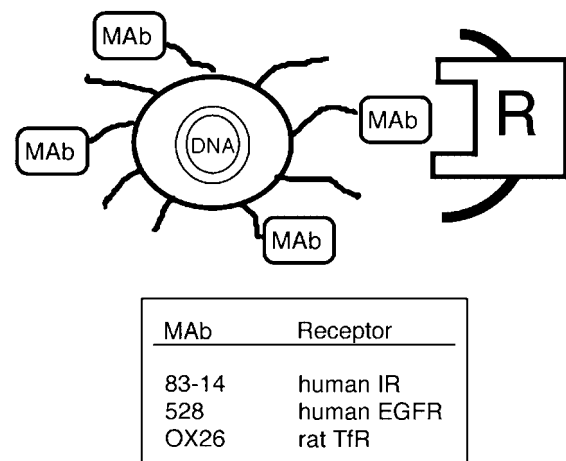 MAb
MAb
R
DNA
MAb
MAb
MAb Receptor
83-14 human IR
528 human EGFR
OX26 rat TfR